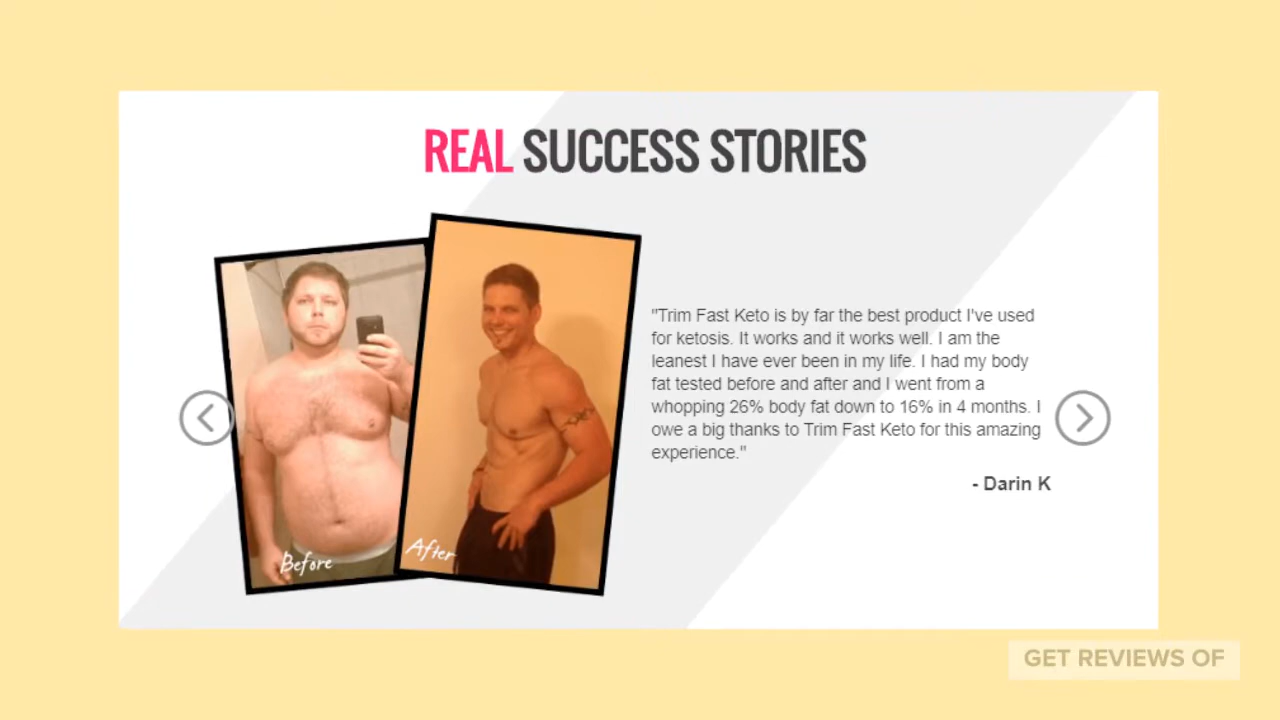 REAL SUCCESS STORIES
"Trim Fast Keto is by far the best product I've used
for ketosis. It works and it works well. I am the
leanest I have ever been in my life. I had my body
fat tested before and after and I went from a
whopping 26% body fat down to 16% in 4 months. I
owe a big thanks to Trim Fast Keto for this amazing
experience."
- Darin K
Before
After
GET REVIEWS OF